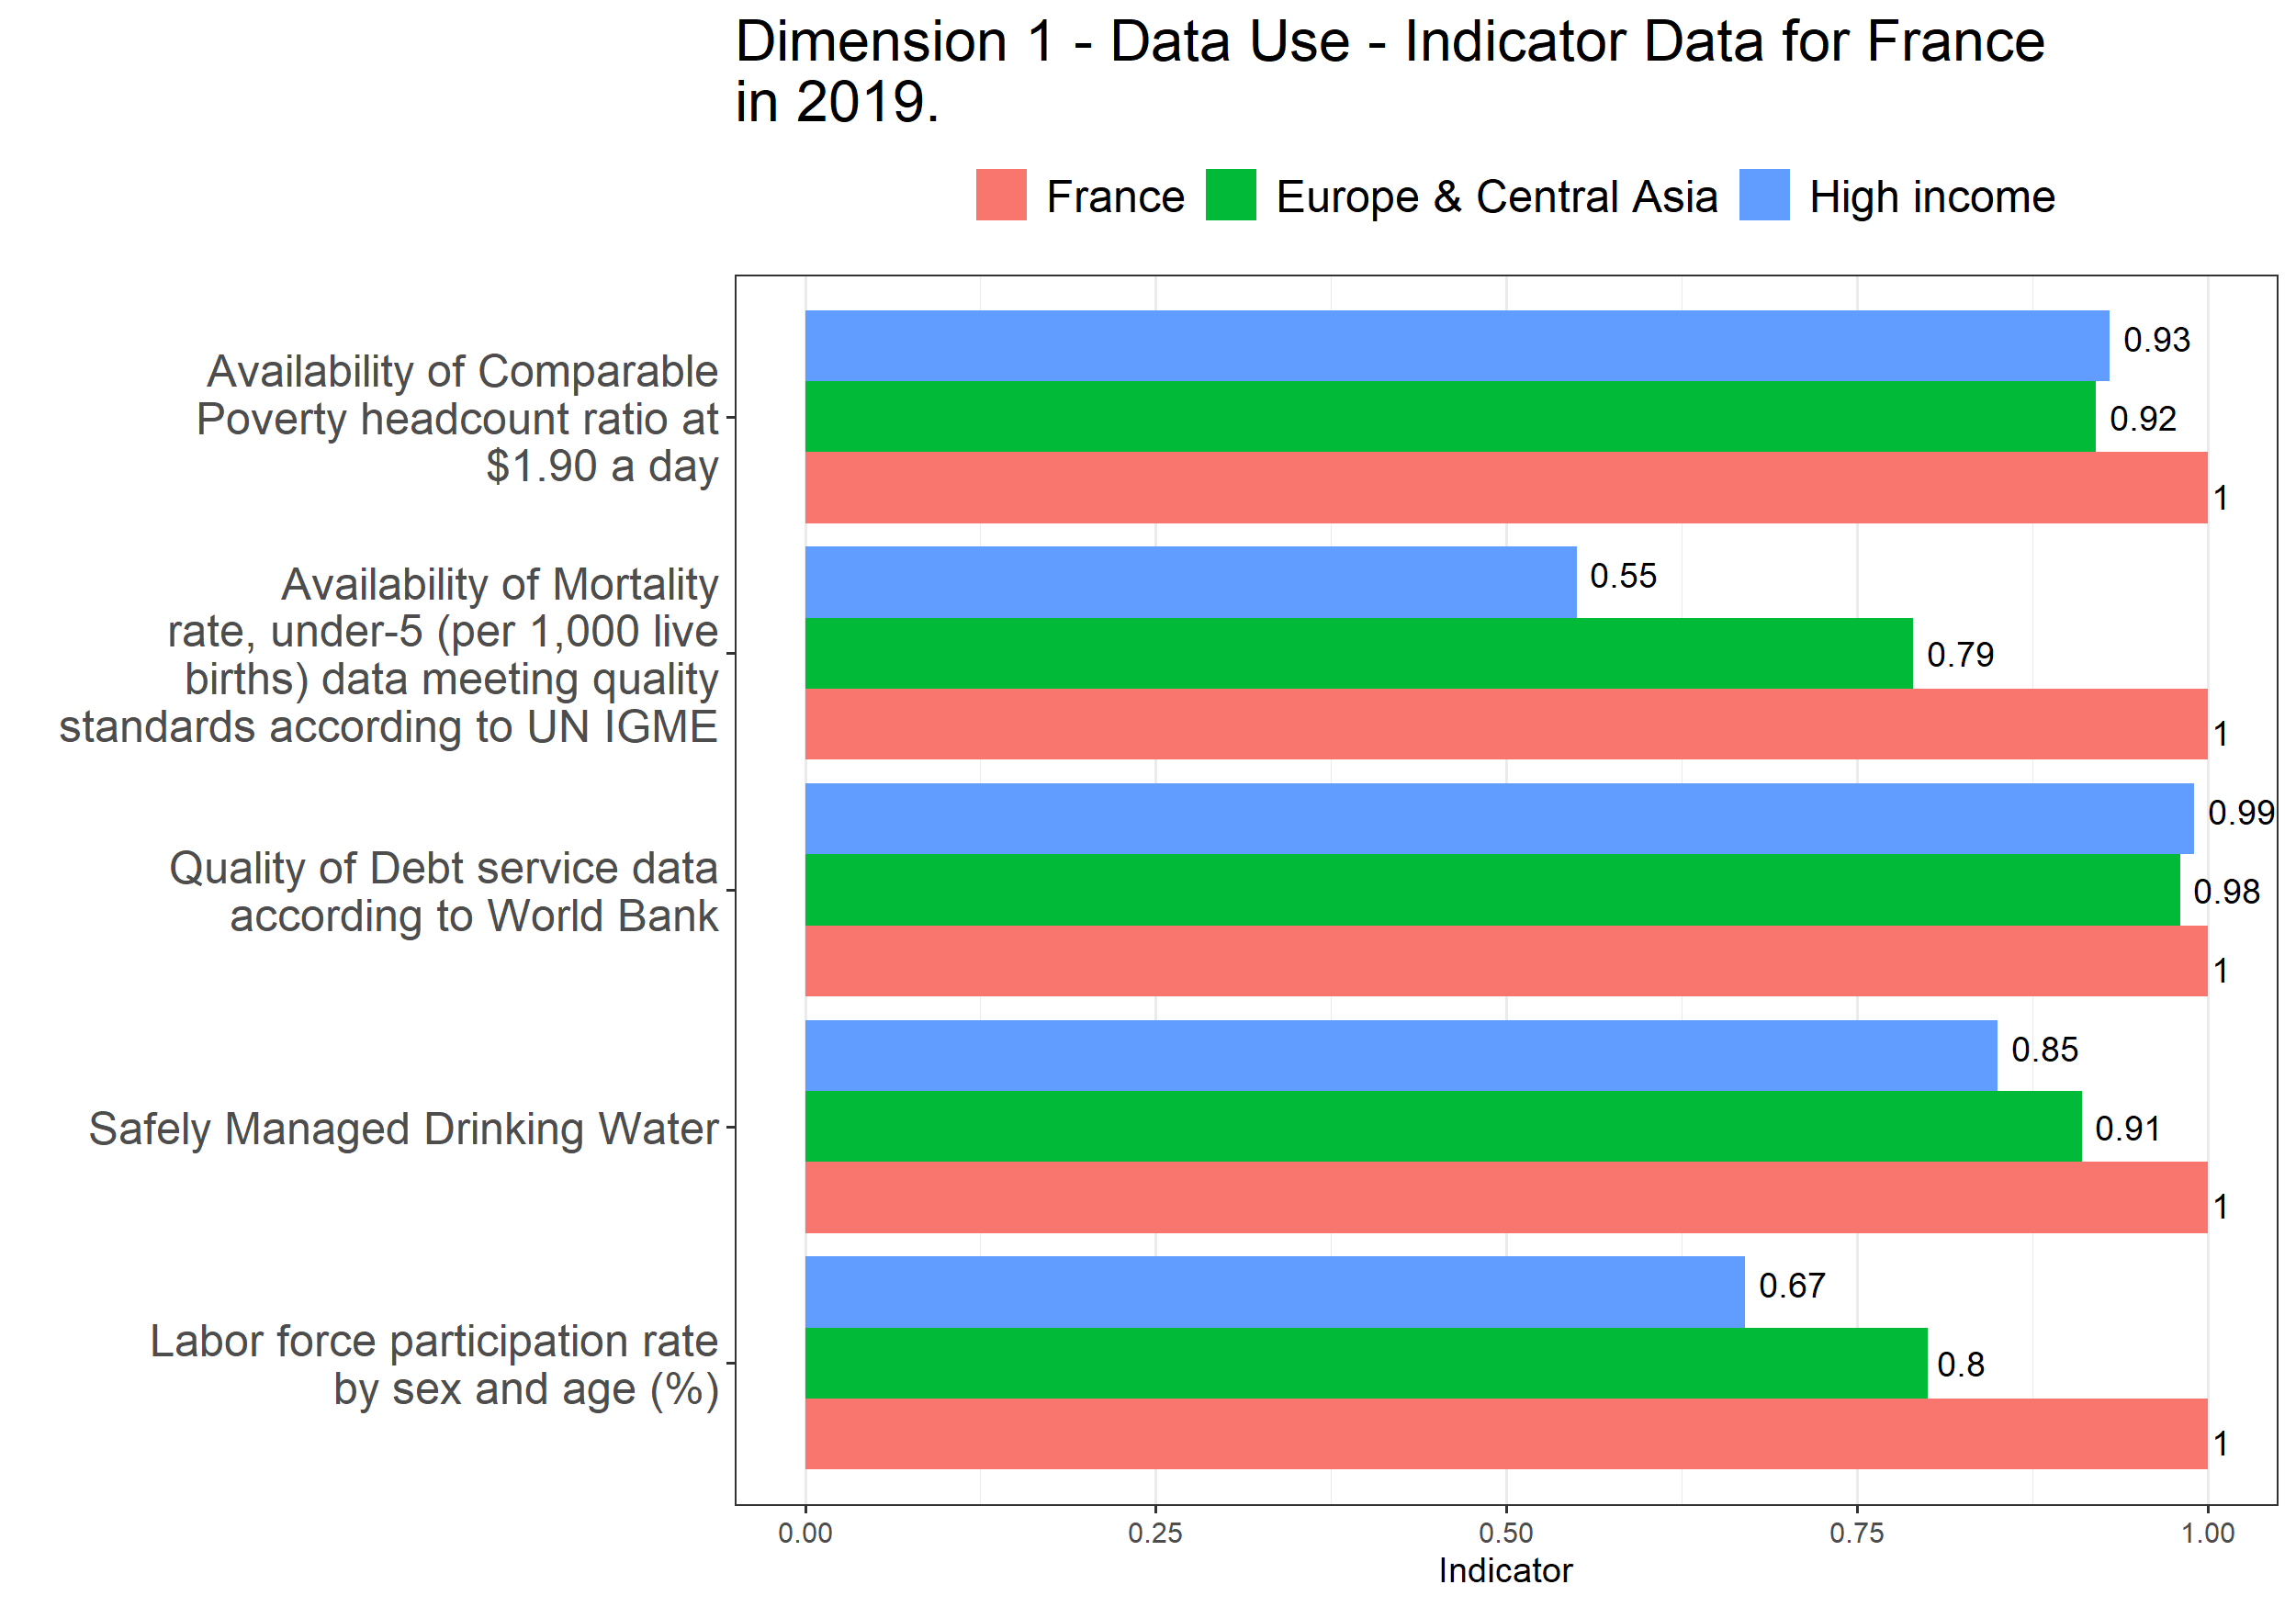 Dimension 1 - Data Use - Indicator Data for France
in 2019.
France
Europe & Central Asia
High income
Availability of Comparable
Poverty headcount ratio at
$1.90 a day
0.93
0.92
1
Availability of Mortality
rate, under-5 (per 1,000 live
births) data meeting quality
standards according to UN IGME
0.55
0.79
1
Quality of Debt service data
according to World Bank
0.99
0.98
1
Safely Managed Drinking Water
0.85
0.91
1
Labor force participation rate
by sex and age (%)
0.67
0.8
1
0.00
0.25
0.50
0.75
1.00
Indicator